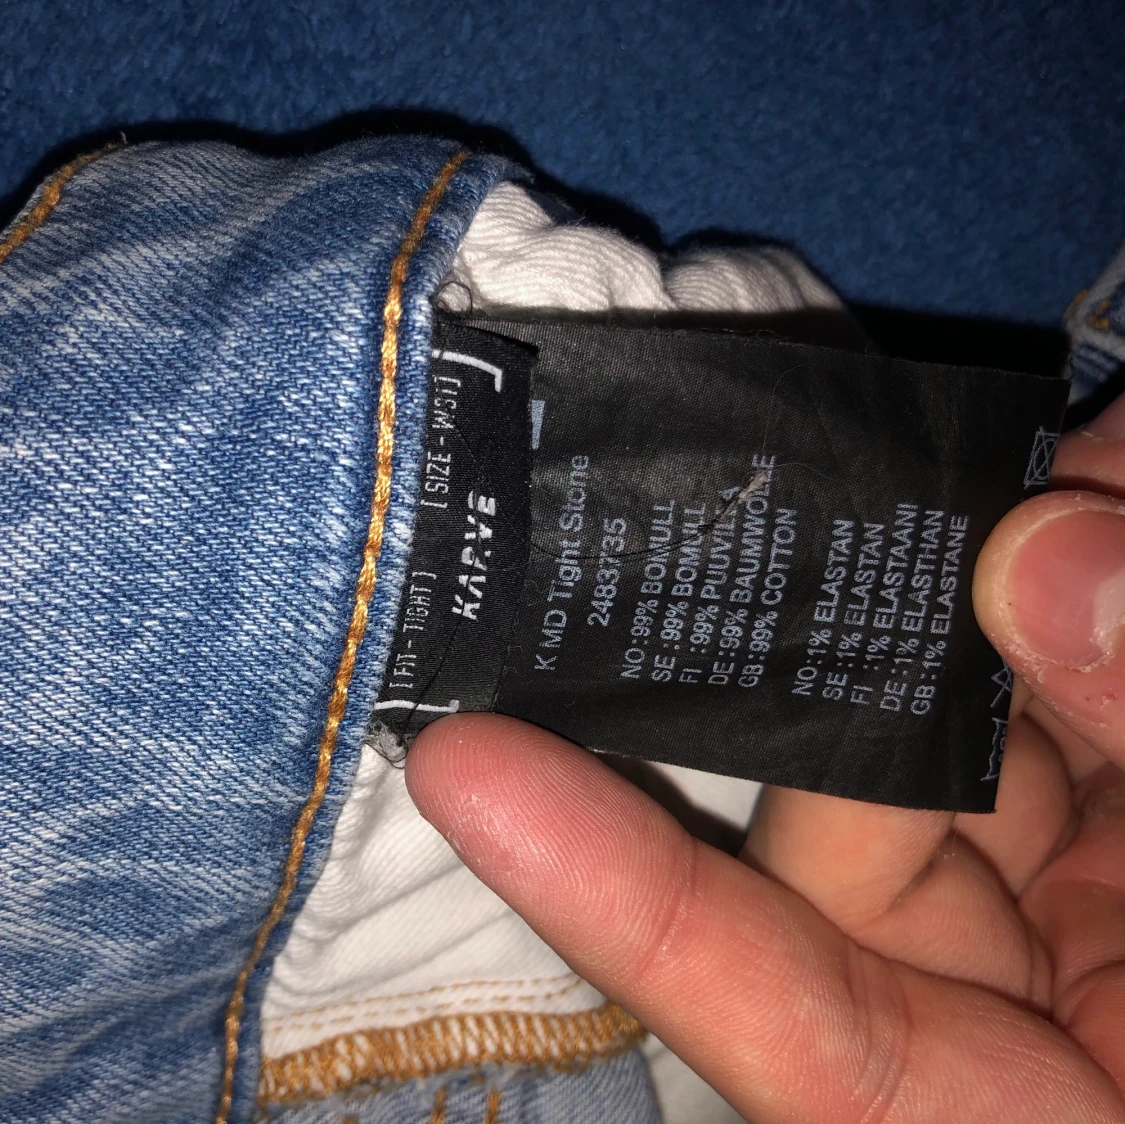 [FIT - TIGHT] [SIZE - W31]
KARVE
KMD Tight Stone
2483735
NO:99% BOMULL
SE :99% BOMULL
FI :99% PUUVILLA
DE:99% BAUMWOLLE
GB:99% COTTON
NO:1% ELASTAN
SE:1% ELASTAN
FI :1% ELASTAANI
DE:1% ELASTHAN
GB:1% ELASTANE